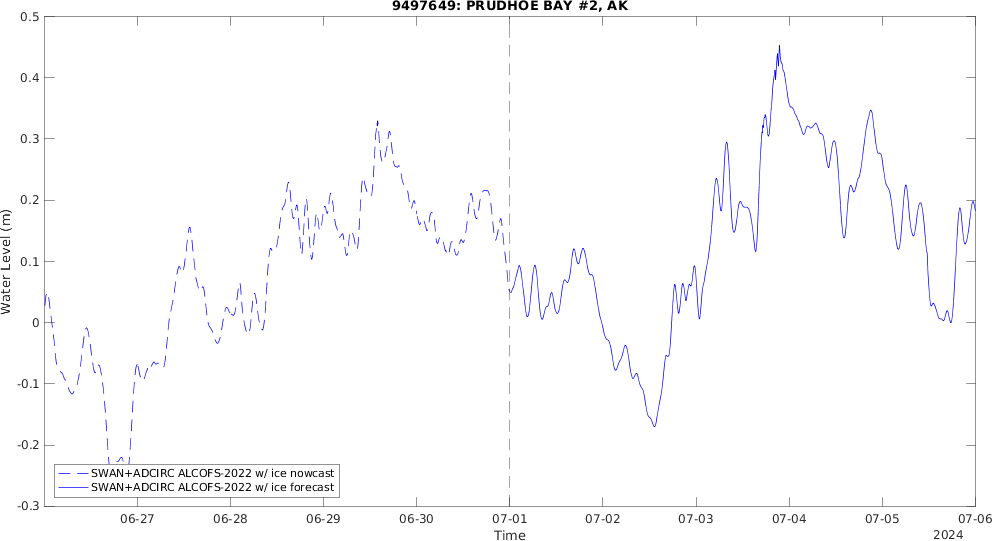 9497649: PRUDHOE BAY #2, AK
0.5
0.4
0.3
0.2
0.1
0
-0.1
-0.2
-0.3
Water Level (m)
SWAN+ADCIRC ALCOFS-2022 w/ ice nowcast
SWAN+ADCIRC ALCOFS-2022 w/ ice forecast
06-27 06-28 06-29 06-30 07-01 07-02 07-03 07-04 07-05 07-06
Time
2024